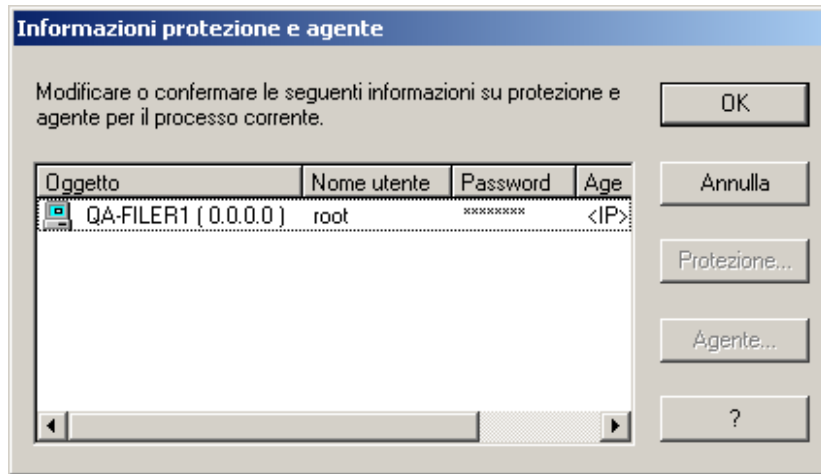 Informazioni protezione e agente
Modificare o confermare le seguenti informazioni su protezione e
agente per il processo corrente.
OK
Oggetto Nome utente Password Age
Annulla
QA-FILER1 ( 0.0.0.0 ) root ******** <IP>
Protezione...
Agente...
?